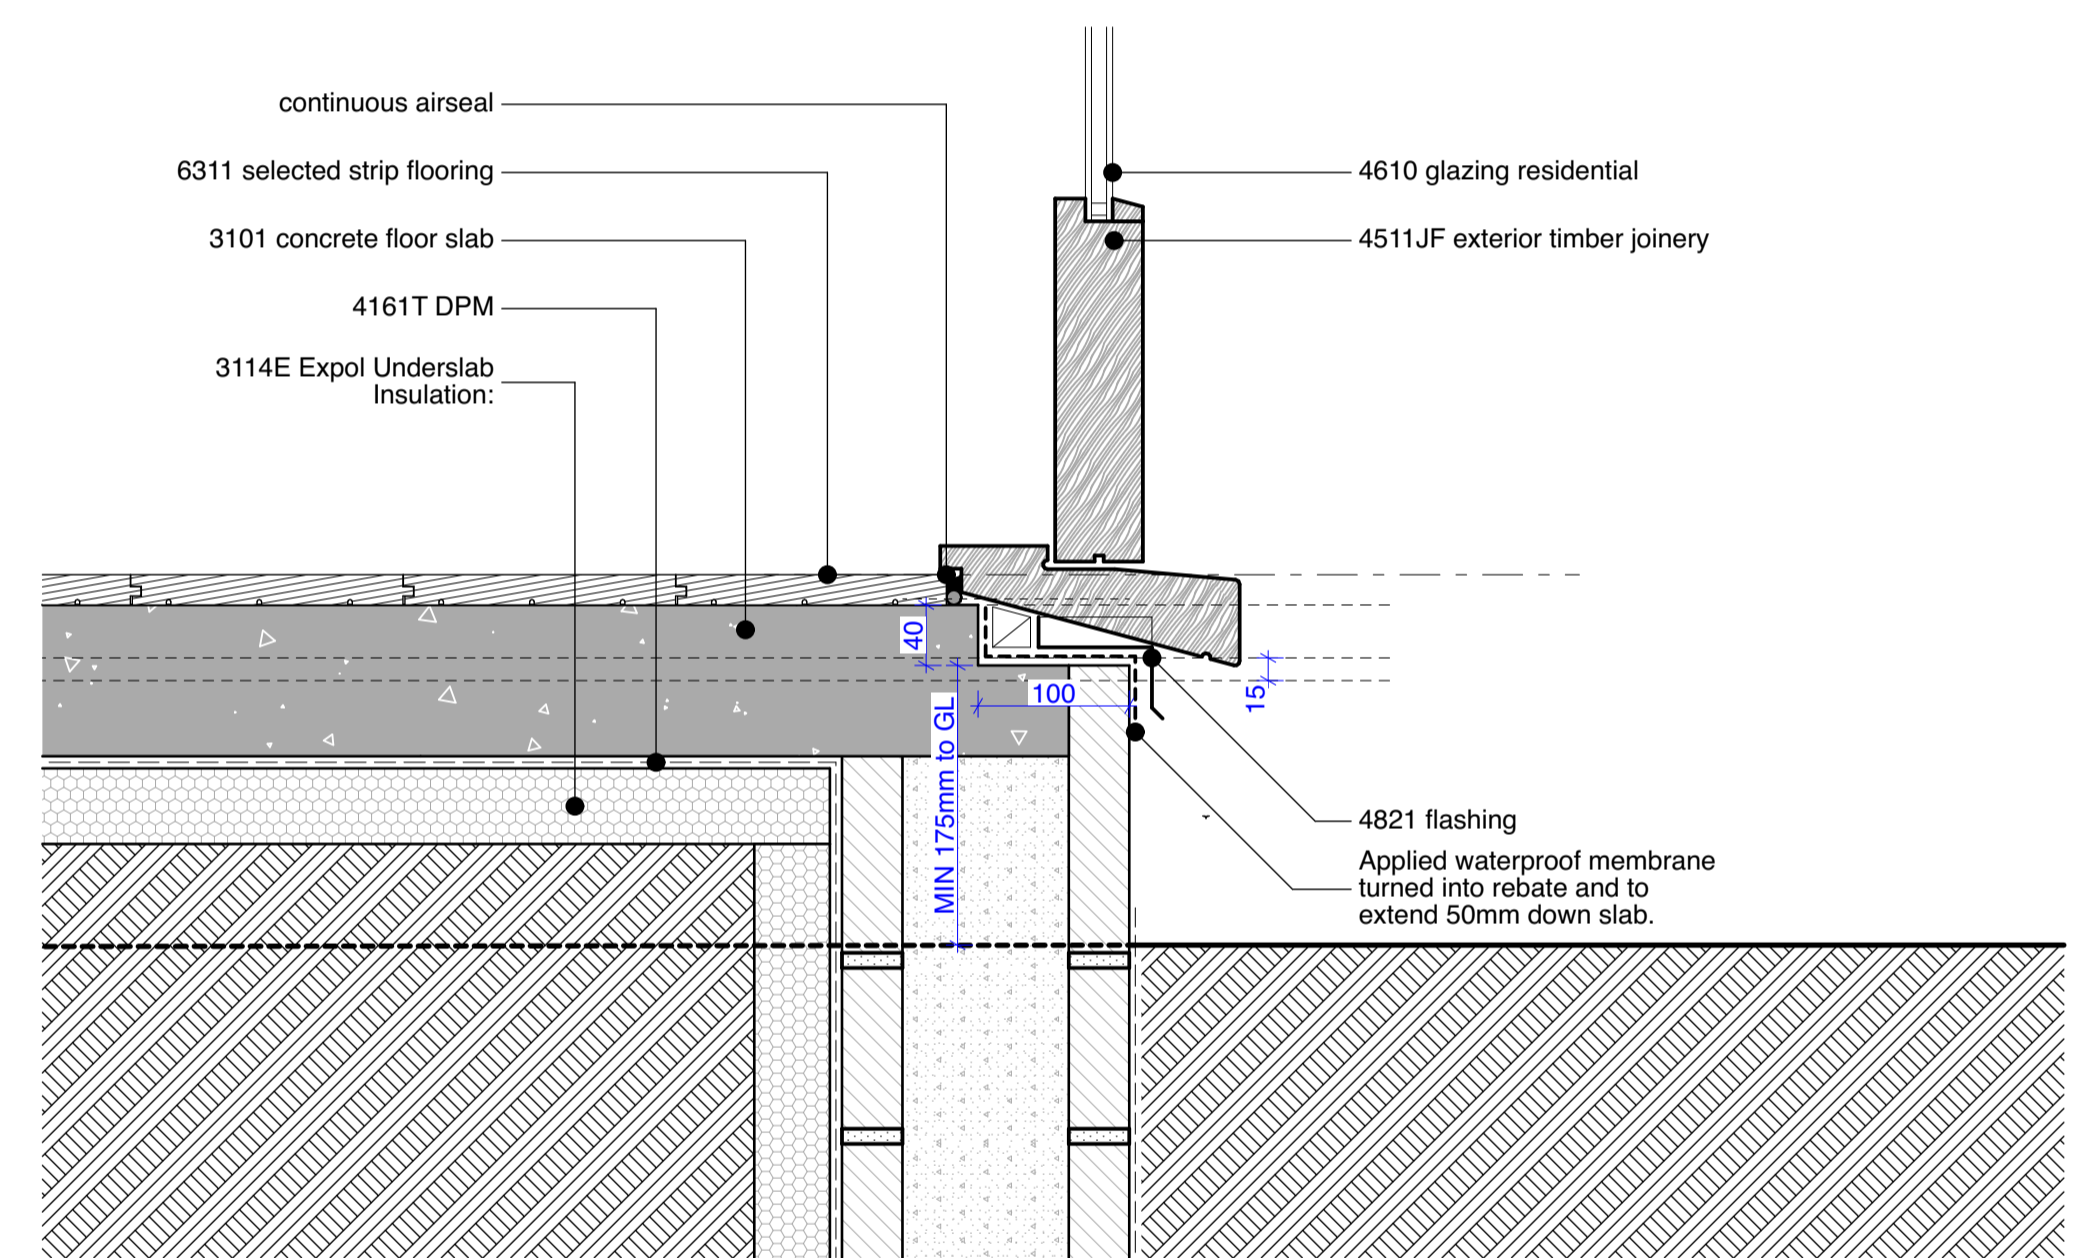 continuous airseal
6311 selected strip flooring
3101 concrete floor slab
4161T DPM
3114E Expol Underslab
Insulation:
4610 glazing residential
4511JF exterior timber joinery
40
100
15
MIN 175mm to GL
4821 flashing
Applied waterproof membrane
turned into rebate and to
extend 50mm down slab.